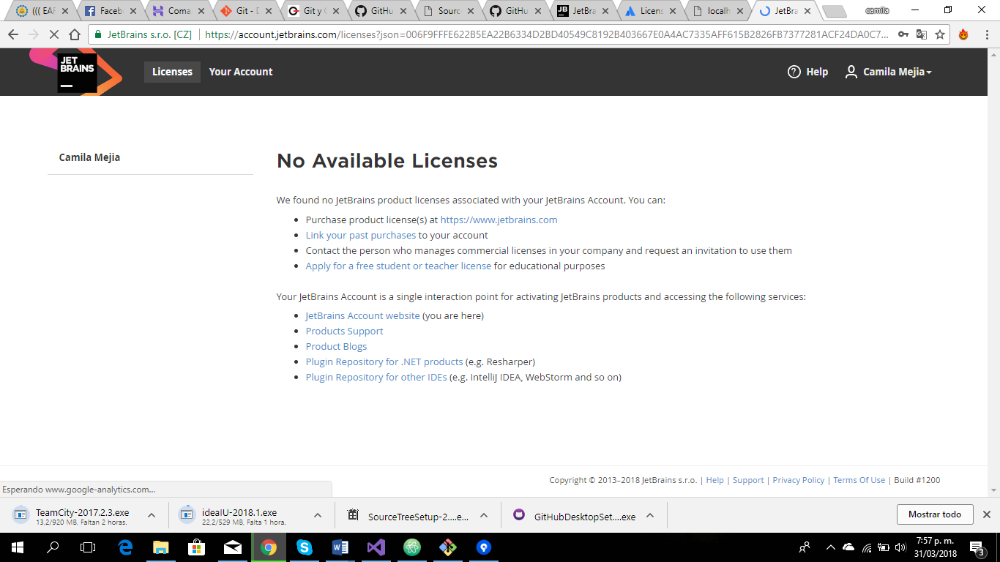 ((( EAF
Faceb
Coma
Git - D
Git y G
GitHu
Sourc
GitHu
JetBra
Licens
localh
JetBra
camila
JetBrains s.r.o. [CZ] | https://account.jetbrains.com/licenses?json=006F9FFFE622B5EA22B6334D2BD40549C8192B403667E0A4AC7335AFF615B2826FB7377281ACF24DA0C7...
JET
BRAINS
Licenses
Your Account
Help
Camila Mejia
Camila Mejia
No Available Licenses
We found no JetBrains product licenses associated with your JetBrains Account. You can:
• Purchase product license(s) at https://www.jetbrains.com
• Link your past purchases to your account
• Contact the person who manages commercial licenses in your company and request an invitation to use them
• Apply for a free student or teacher license for educational purposes
Your JetBrains Account is a single interaction point for activating JetBrains products and accessing the following services:
• JetBrains Account website (you are here)
• Products Support
• Product Blogs
• Plugin Repository for .NET products (e.g. Resharper)
• Plugin Repository for other IDEs (e.g. IntelliJ IDEA, WebStorm and so on)
Copyright © 2013–2018 JetBrains s.r.o. | Help | Support | Privacy Policy | Terms Of Use | Build #1200
Esperando www.google-analytics.com...
TeamCity-2017.2.3.exe
13,2/920 MB, Faltan 2 horas.
ideaIU-2018.1.exe
22,2/529 MB, Falta 1 hora.
SourceTreeSetup-2....e...
GitHubDesktopSet....exe
Mostrar todo
7:57 p. m.
31/03/2018
3